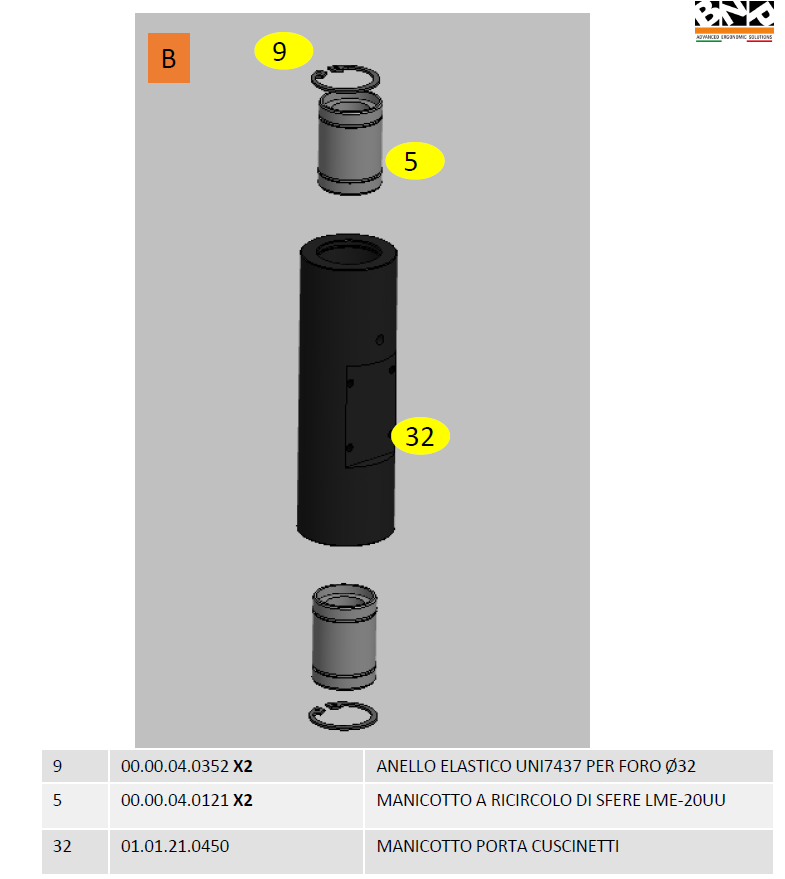 BNP
ADVANCED ERGONOMIC SOLUTIONS
B
9
5
32
9 00.00.04.0352 X2 ANELLO ELASTICO UNI7437 PER FORO Ø32
5 00.00.04.0121 X2 MANICOTTO A RICIRCOLO DI SFERE LME-20UU
32 01.01.21.0450 MANICOTTO PORTA CUSCINETTI